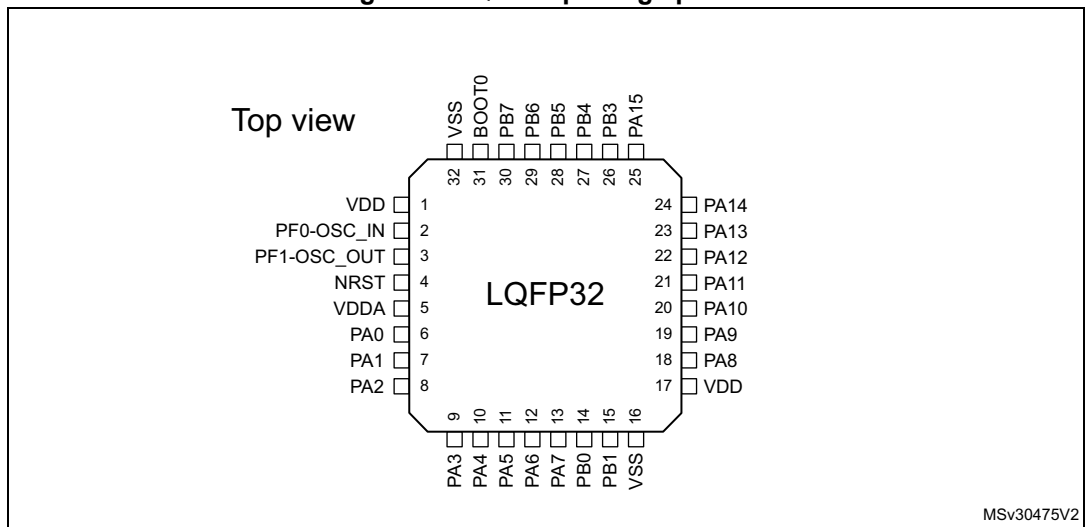 Top view
VSS
BOOT0
PB7
PB6
PB5
PB4
PB3
PA15
32
31
30
29
28
27
26
25
VDD 1
PF0-OSC_IN 2
PF1-OSC_OUT 3
NRST 4
VDDA 5
PA0 6
PA1 7
PA2 8
LQFP32
24 PA14
23 PA13
22 PA12
21 PA11
20 PA10
19 PA9
18 PA8
17 VDD
9
10
11
12
13
14
15
16
PA3
PA4
PA5
PA6
PA7
PB0
PB1
VSS
MSv30475V2